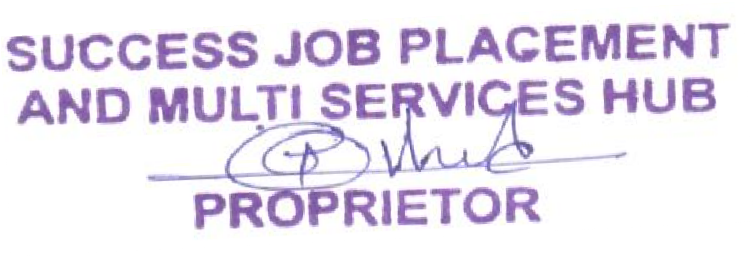 SUCCESS JOB PLACEMENT
AND MULTI SERVICES HUB
PROPRIETOR